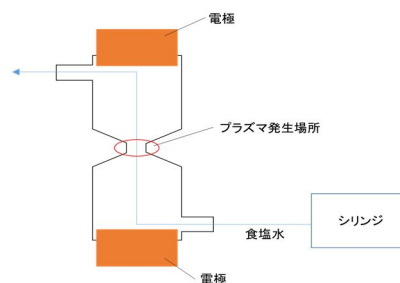 電極
プラズマ発生場所
シリンジ
食塩水
電極